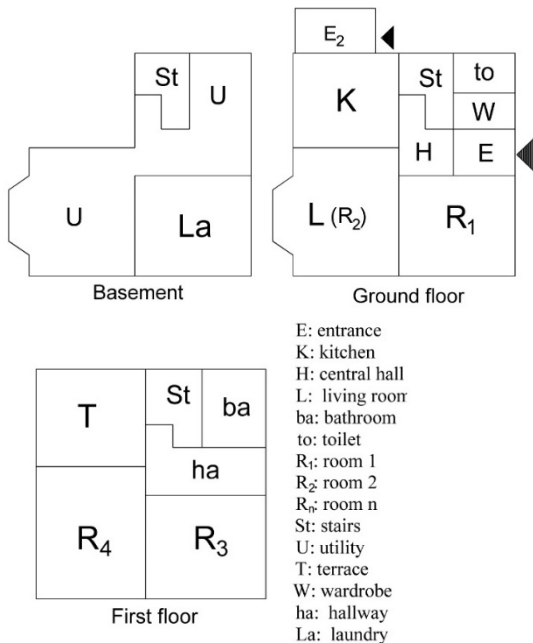 E2
St
U
St
to
K
W
H
E
U
La
L (R2)
R1
Basement
Ground floor
T
St
ba
ha
R4
R3
First floor
E: entrance
K: kitchen
H: central hall
L: living room
ba: bathroom
to: toilet
R1: room 1
R2: room 2
Rn: room n
St: stairs
U: utility
T: terrace
W: wardrobe
ha: hallway
La: laundry